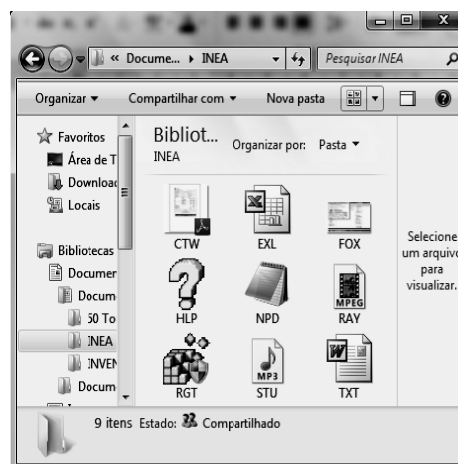 « Docume... ▸ INEA
Pesquisar INEA
Organizar ▼ Compartilhar com ▼ Nova pasta
Favoritos
Área de T
Downloac
Locais
Bibliotecas
Documer
Docum
50 To
INEA
INVEN
Docum
Bibliot...
INEA
Organizar por: Pasta ▼
CTW EXL FOX
HLP NPD RAY
MPEG
RGT STU TXT
MP3
Selecione
um arquivo
para
visualizar.
9 itens Estado: Compartilhado